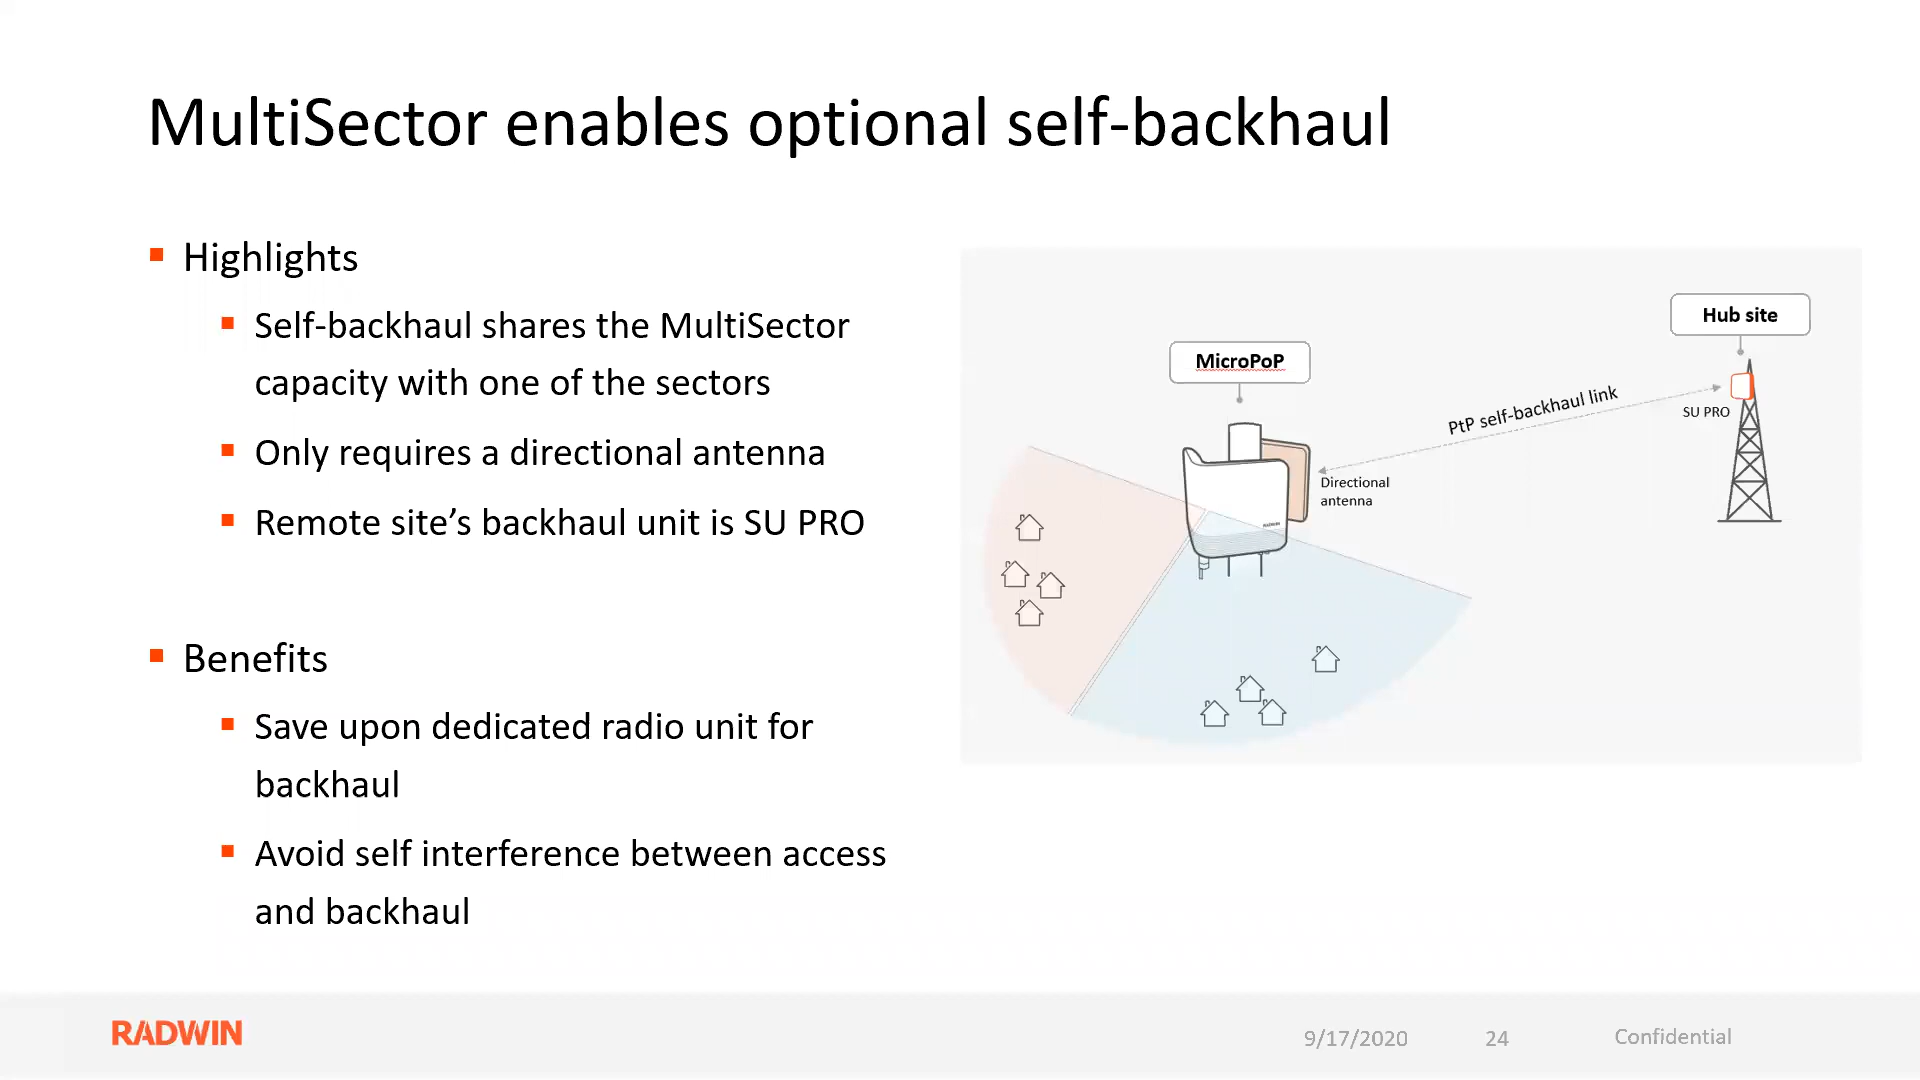 MultiSector enables optional self-backhaul
Highlights
Self-backhaul shares the MultiSector
capacity with one of the sectors
Only requires a directional antenna
Remote site’s backhaul unit is SU PRO
Benefits
Save upon dedicated radio unit for
backhaul
Avoid self interference between access
and backhaul
Hub site
MicroPoP
PtP self-backhaul link
SU PRO
Directional
antenna
RADWIN
RADWIN
9/17/2020
24
Confidential